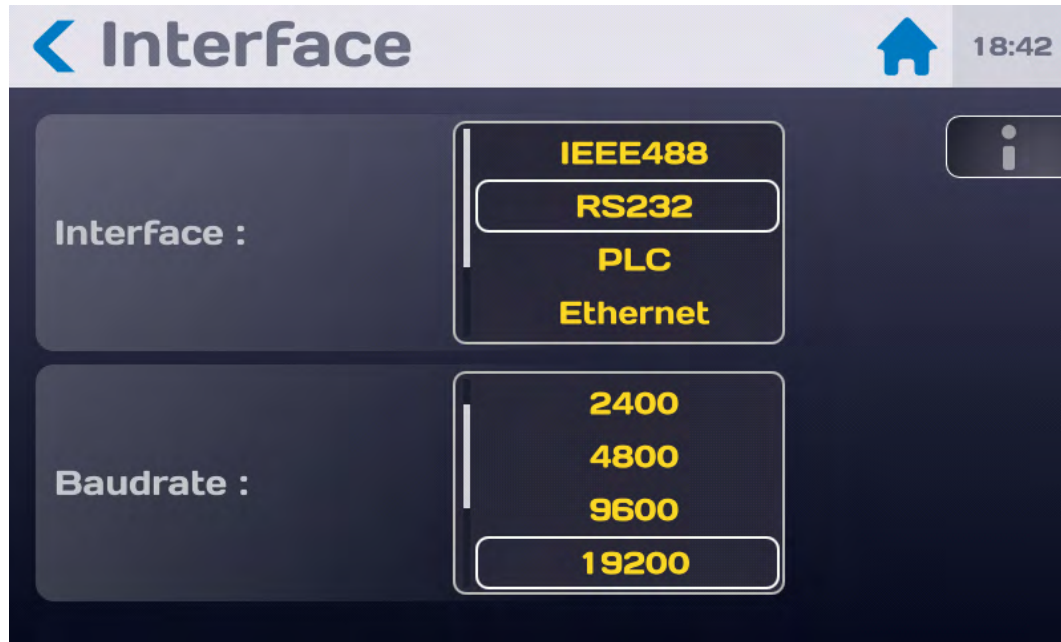 Interface
18:42
Interface :
IEEE488
RS232
PLC
Ethernet
i
Baudrate :
2400
4800
9600
19200